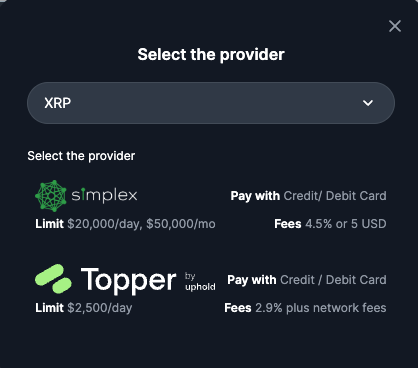 Select the provider
XRP
Select the provider
simplex
Pay with Credit/ Debit Card
Limit $20,000/day, $50,000/mo
Fees 4.5% or 5 USD
Topper by uphold
Pay with Credit / Debit Card
Limit $2,500/day
Fees 2.9% plus network fees